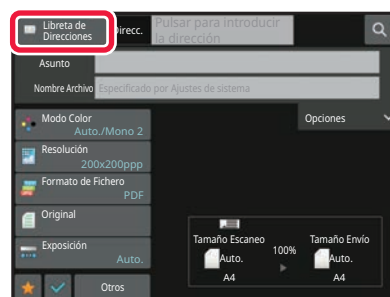 Libreta de
Direcciones
Direcc.
Pulsar para introducir
la dirección
Asunto
Nombre Archivo
Especificado por Ajustes de sistema
Modo Color
Auto./Mono 2
Opciones
Resolución
200x200ppp
Formato de Fichero
PDF
Original
Exposición
Auto.
Tamaño Escaneo
100%
Tamaño Envío
Auto.
Auto.
A4
A4
Otros